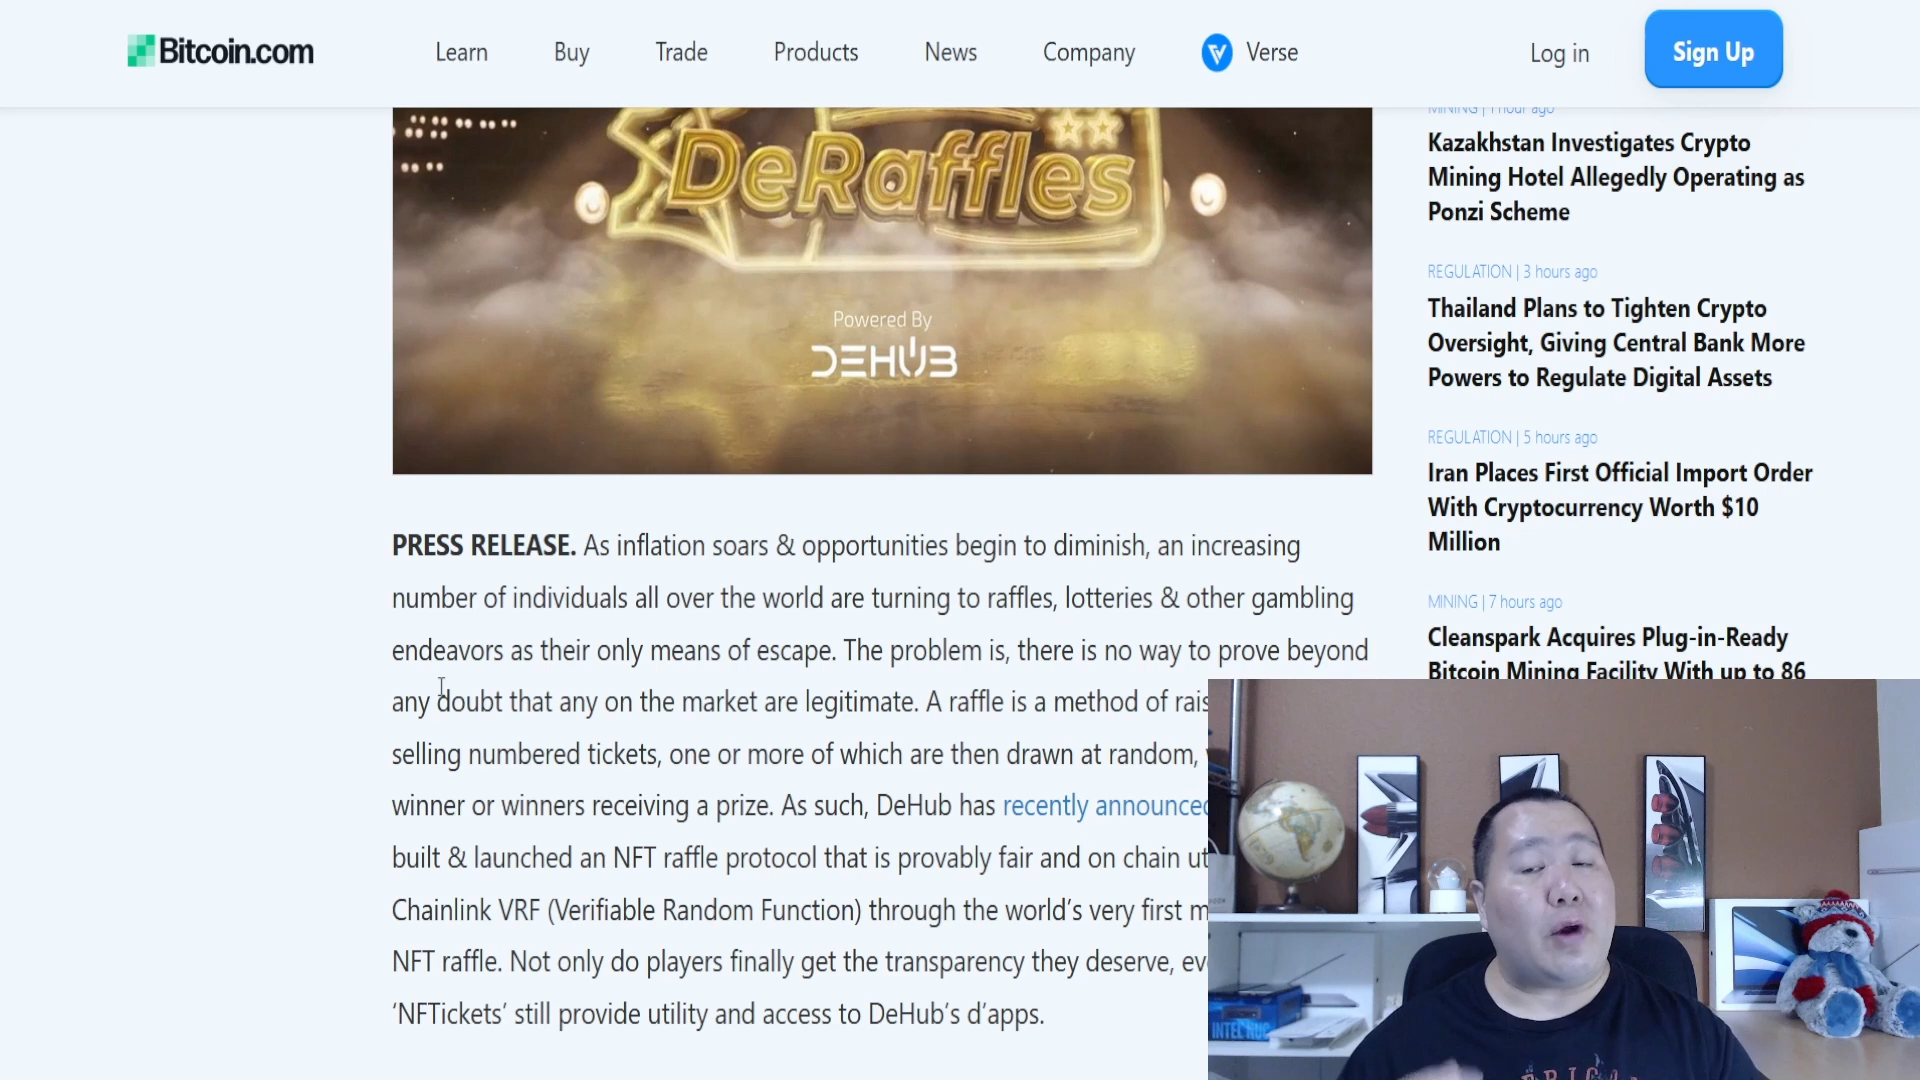 Bitcoin.com
Learn
Buy
Trade
Products
News
Company
Verse
Log in
Sign Up
DeRaffles
Powered By
DEHUB
PRESS RELEASE. As inflation soars & opportunities begin to diminish, an increasing
number of individuals all over the world are turning to raffles, lotteries & other gambling
endeavors as their only means of escape. The problem is, there is no way to prove beyond
any doubt that any on the market are legitimate. A raffle is a method of
selling numbered tickets, one or more of which are then drawn at random,
winner or winners receiving a prize. As such, DeHub has recently announced
built & launched an NFT raffle protocol that is provably fair and on chain
Chainlink VRF (Verifiable Random Function) through the world's very first
NFT raffle. Not only do players finally get the transparency they deserve,
'NFTickets' still provide utility and access to DeHub's d'apps.
MINING | 1 hour ago
Kazakhstan Investigates Crypto
Mining Hotel Allegedly Operating as
Ponzi Scheme
REGULATION | 3 hours ago
Thailand Plans to Tighten Crypto
Oversight, Giving Central Bank More
Powers to Regulate Digital Assets
REGULATION | 5 hours ago
Iran Places First Official Import Order
With Cryptocurrency Worth $10
Million
MINING | 7 hours ago
Cleanspark Acquires Plug-in-Ready
Bitcoin Mining Facility With up to 86
INTEL NUC